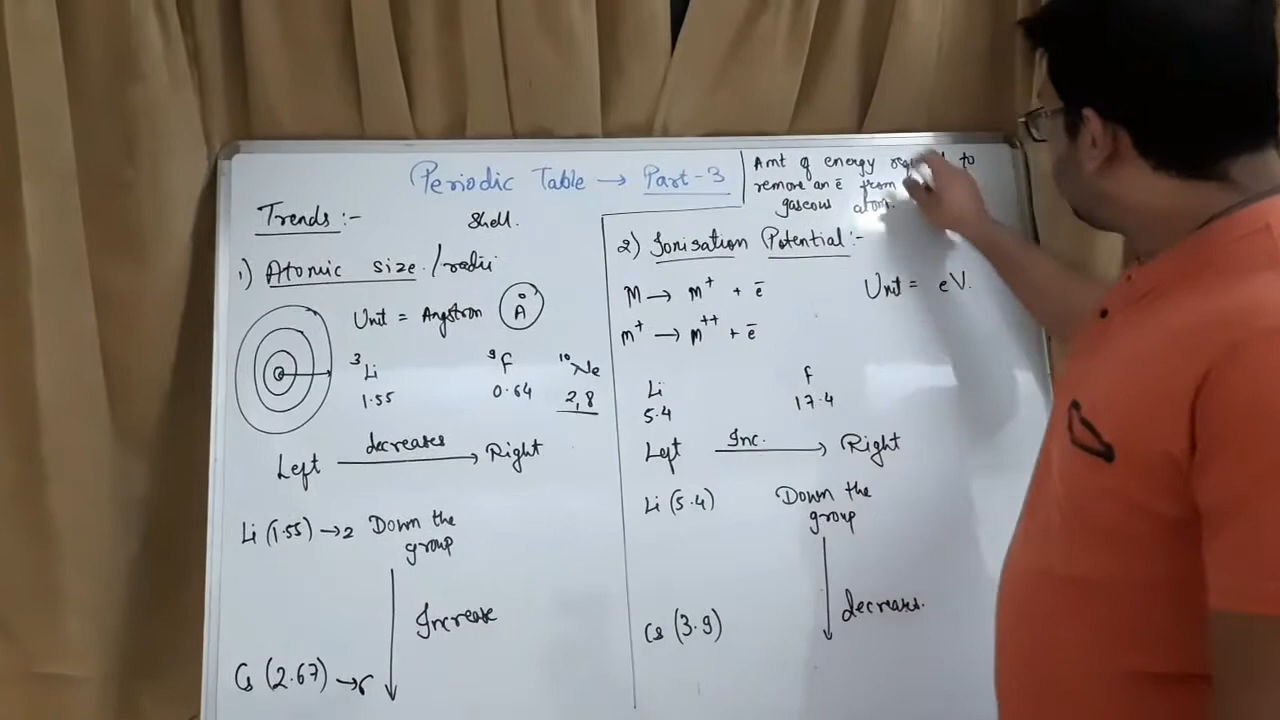 Periodic Table → Part-3
Trends:-
Shell.
1) Atomic size/radii
Unit = Angstron Å
3Li 9F 10Ne
1.55 0.64 2,8
Left decreases → Right
Li (1.55) → 2 Down the
group
Increase
Cs (2.67) →
Amt of energy to
remove an ē from
gaseous atom.
2) Ionisation Potential:-
M → m+ + ē
Unit = eV.
m+ → m++ + ē
Li F
5.4 17.4
Left Inc. → Right
Li (5.4) Down the
group
decreases.
Cs (3.9)